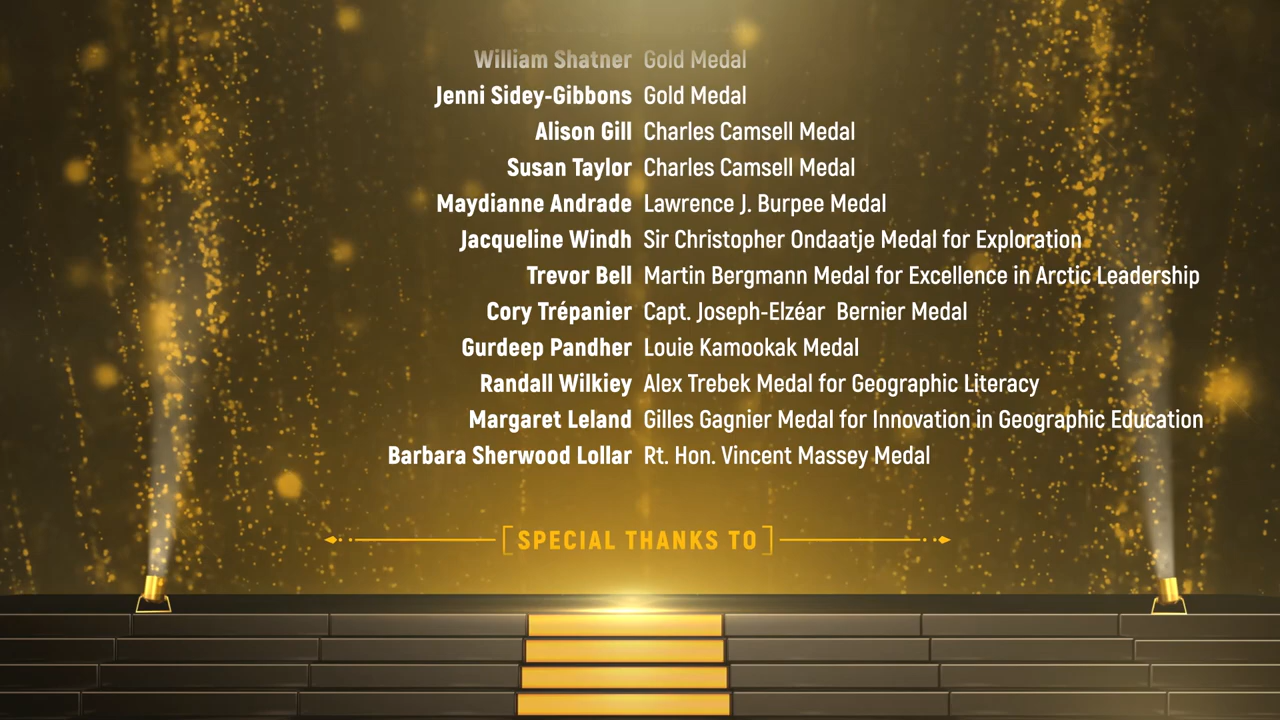 William Shatner Gold Medal
Jenni Sidey-Gibbons Gold Medal
Alison Gill Charles Camsell Medal
Susan Taylor Charles Camsell Medal
Maydianne Andrade Lawrence J. Burpee Medal
Jacqueline Windh Sir Christopher Ondaatje Medal for Exploration
Trevor Bell Martin Bergmann Medal for Excellence in Arctic Leadership
Cory Trépanier Capt. Joseph-Elzéar Bernier Medal
Gurdeep Pandher Louie Kamookak Medal
Randall Wilkiey Alex Trebek Medal for Geographic Literacy
Margaret Leland Gilles Gagnier Medal for Innovation in Geographic Education
Barbara Sherwood Lollar Rt. Hon. Vincent Massey Medal
[SPECIAL THANKS TO]